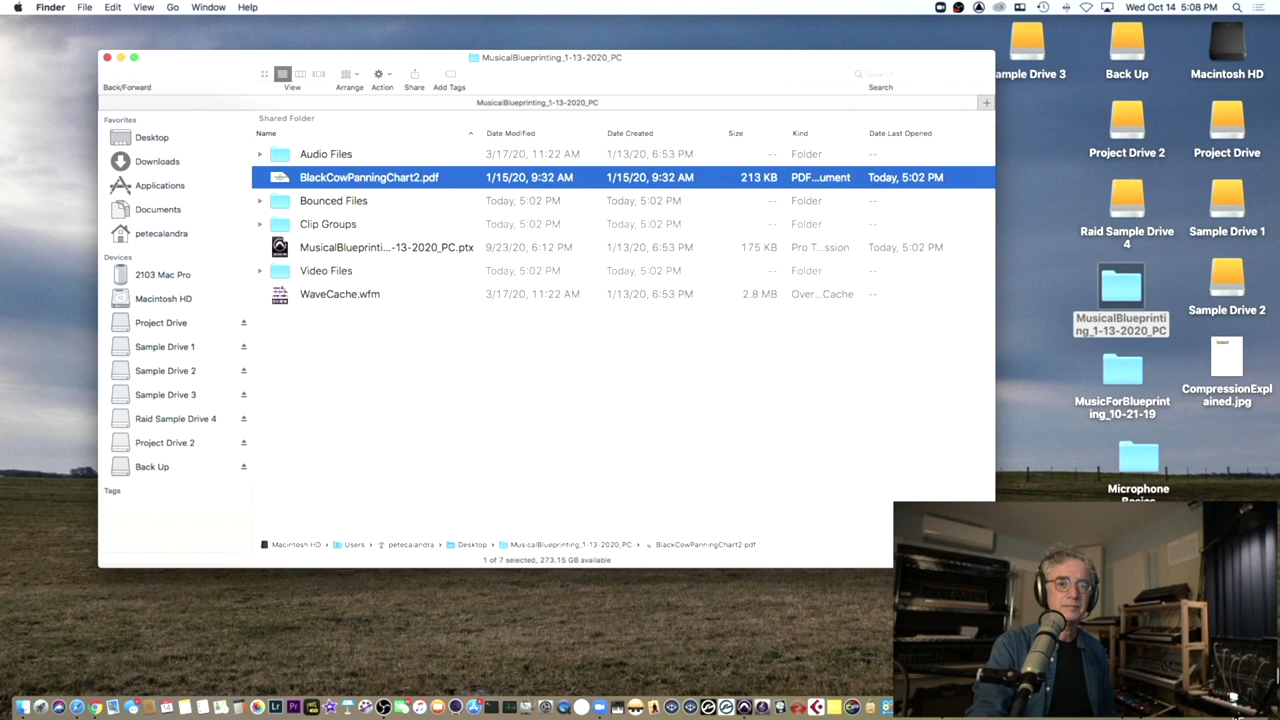 Finder File Edit View Go Window Help
Wed Oct 14 5:08 PM
MusicalBlueprinting_1-13-2020_PC
Search
Back/Forward View Arrange Action Share Add Tags Search
MusicalBlueprinting_1-13-2020_PC
Favorites
Desktop
Downloads
Applications
Documents
petecalandra
Devices
2103 Mac Pro
Macintosh HD
Project Drive
Sample Drive 1
Sample Drive 2
Sample Drive 3
Raid Sample Drive 4
Project Drive 2
Back Up
Tags
Shared Folder
Name Date Modified Date Created Size Kind Date Last Opened
Audio Files 3/17/20, 11:22 AM 1/13/20, 6:53 PM -- Folder --
BlackCowPanningChart2.pdf 1/15/20, 9:32 AM 1/15/20, 9:32 AM 213 KB PDF...ument Today, 5:02 PM
Bounced Files Today, 5:02 PM Today, 5:02 PM -- Folder --
Clip Groups Today, 5:02 PM Today, 5:02 PM -- Folder --
MusicalBlueprinti...-13-2020_PC.ptx 9/23/20, 6:12 PM 1/13/20, 6:53 PM 175 KB Pro T...ssion Today, 5:02 PM
Video Files Today, 5:02 PM Today, 5:02 PM -- Folder --
WaveCache.wfm 3/17/20, 11:22 AM 1/13/20, 6:53 PM 2.8 MB Over...Cache --
Macintosh HD Users petecalandra Desktop MusicalBlueprinting_1-13-2020_PC BlackCowPanningChart2.pdf
1 of 7 selected, 273.15 GB available
ample Drive 3
Back Up
Macintosh HD
Project Drive 2
Project Drive
Raid Sample Drive
4
Sample Drive 1
MusicalBlueprinti
ng_1-13-2020_PC
Sample Drive 2
MusicForBlueprint
ing_10-21-19
CompressionExpl
ained.jpg
Microphone